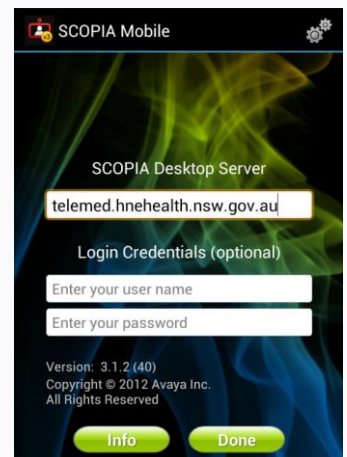 SCOPIA Mobile
SCOPIA Desktop Server
telemed.hnehealth.nsw.gov.au
Login Credentials (optional)
Enter your user name
Enter your password
Version: 3.1.2 (40)
Copyright © 2012 Avaya Inc.
All Rights Reserved
Info Done